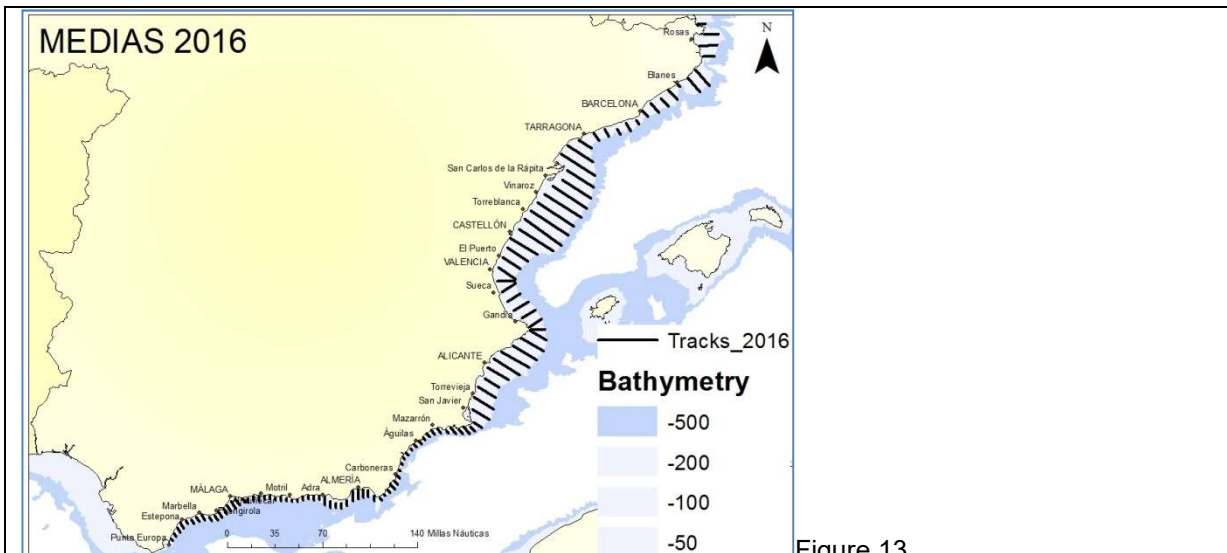 MEDIAS 2016
N
Rosas
Blanes
BARCELONA
TARRAGONA
San Carlos de la Rápita
Vinaroz
Torreblanca
CASTELLÓN
El Puerto
VALENCIA
Sueca
Gandía
Tracks_2016
ALICANTE
Bathymetry
Torrevieja
San Javier
-500
Mazarrón
Águilas
-200
Carboneras
ALMERÍA
MÁLAGA
Motril
Adra
-100
Marbella
Estepona
Punta Europa
0 35 70 140 Millas Náuticas
-50
Figure 13